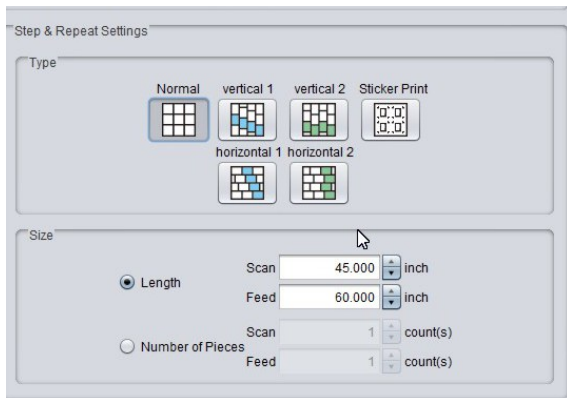 Step & Repeat Settings
Type
Normal vertical 1 vertical 2 Sticker Print
horizontal 1 horizontal 2
Size
Length
Scan 45.000 inch
Feed 60.000 inch
Number of Pieces
Scan 1 count(s)
Feed 1 count(s)